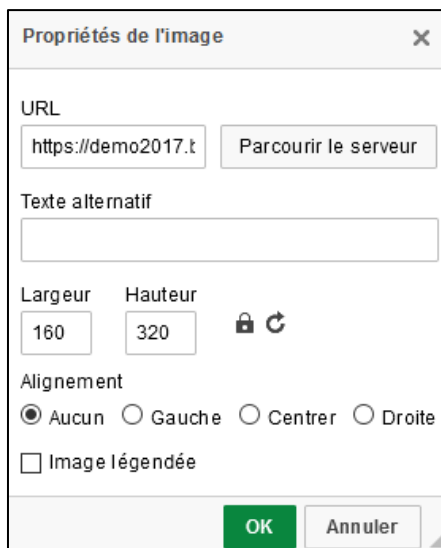 Propriétés de l'image
URL
https://demo2017.b Parcourir le serveur
Texte alternatif
Largeur Hauteur
160 320
Alignement
Aucun Gauche Centrer Droite
Image légendée
OK Annuler